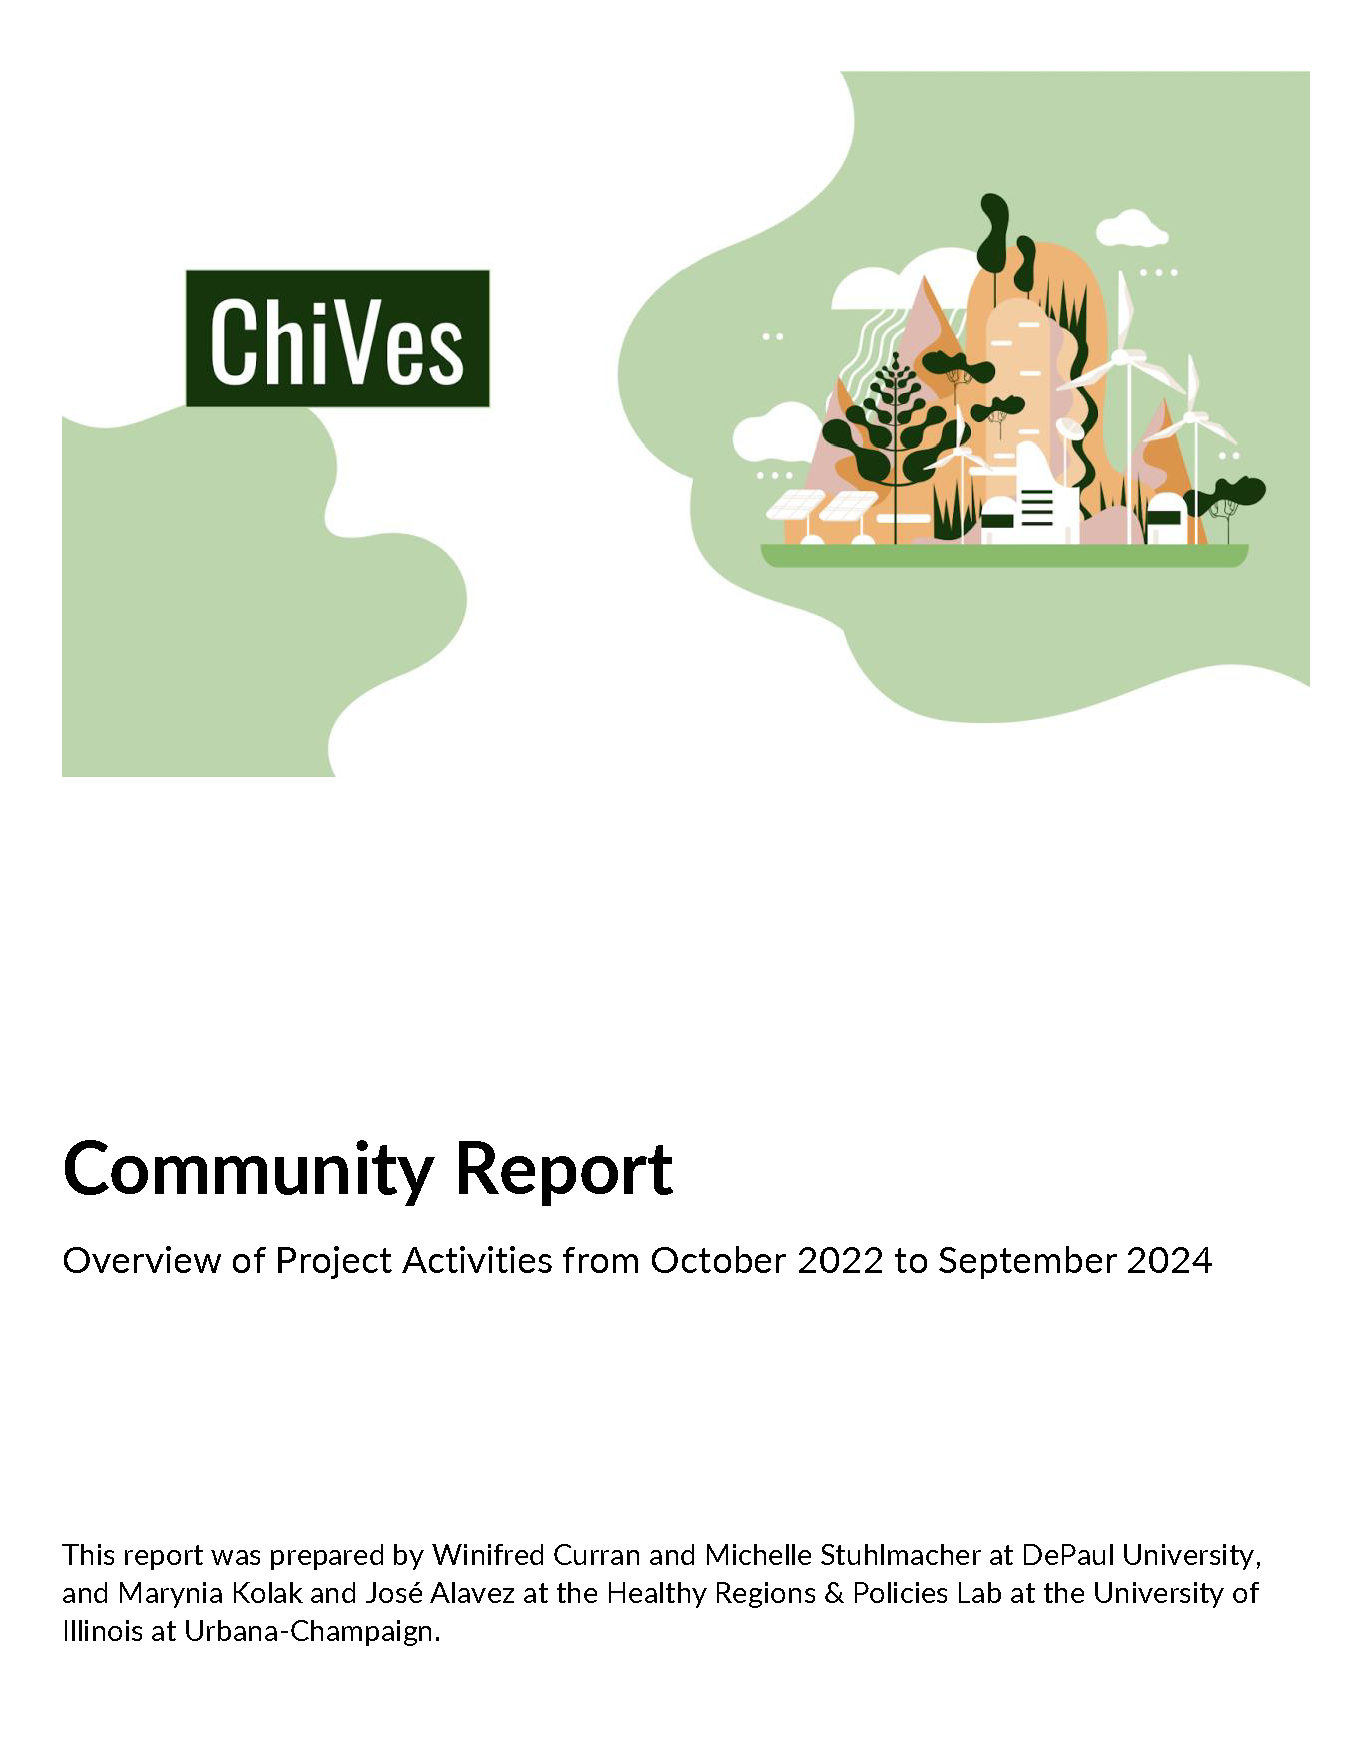 ChiVes
Community Report
Overview of Project Activities from October 2022 to September 2024
This report was prepared by Winifred Curran and Michelle Stuhlmacher at DePaul University,
and Marynia Kolak and José Alavez at the Healthy Regions & Policies Lab at the University of
Illinois at Urbana-Champaign.